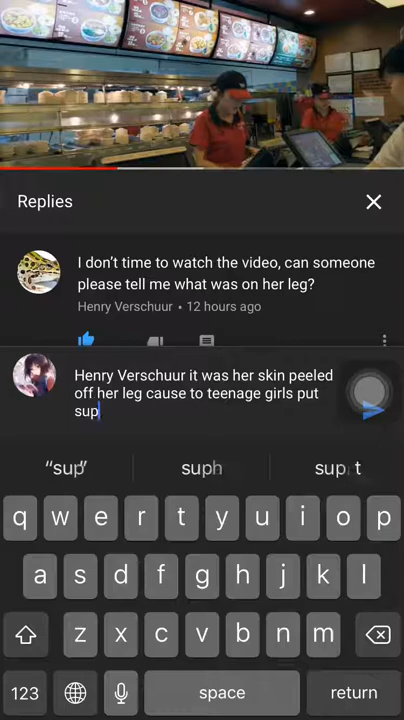 Replies
I don't time to watch the video, can someone
please tell me what was on her leg?
Henry Verschuur • 12 hours ago
Henry Verschuur it was her skin peeled
off her leg cause to teenage girls put
sup
“sup”
suph
q w e r t y u i o p
a s d f g h j k l
z x c v b n m
123
space
return